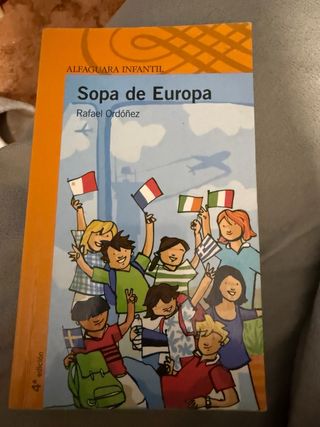 ALFAGUARA INFANTIL
Sopa de Europa
Rafael Ordóñez
4ª edición